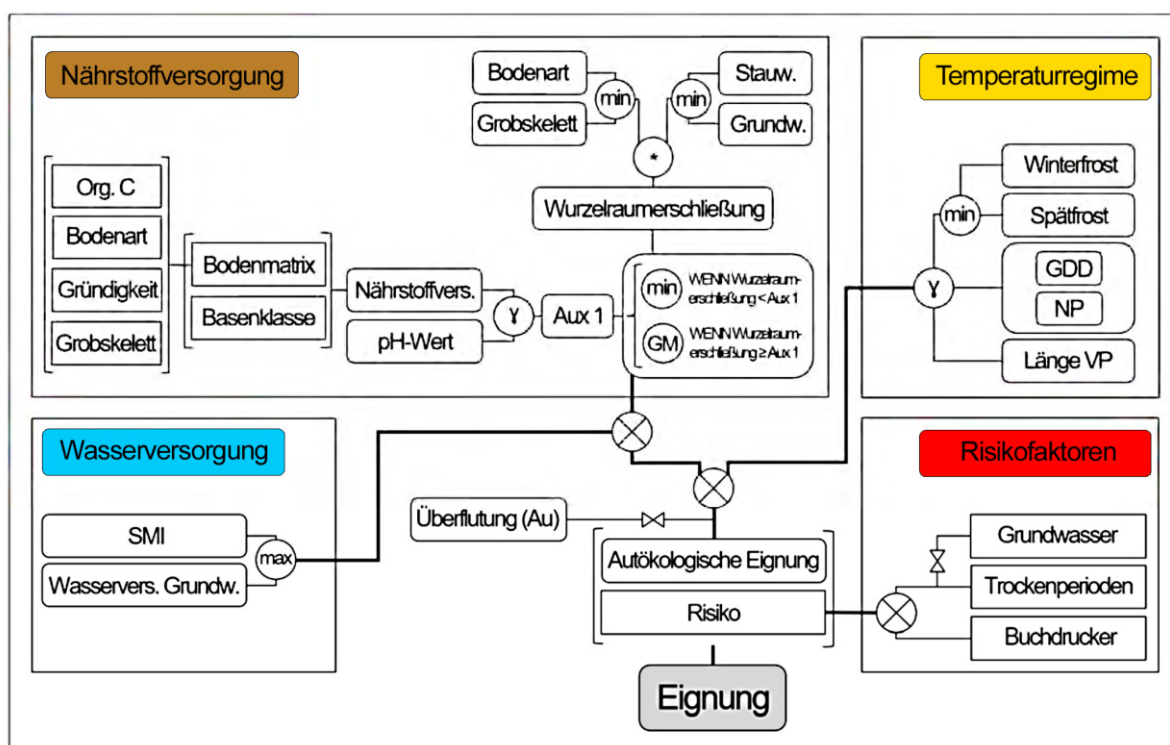 Nährstoffversorgung
Bodenart
Grobskelett
min
Stauw.
Grundw.
min
*
Wurzelraumerschließung
Org. C
Bodenart
Gründigkeit
Grobskelett
Bodenmatrix
Basenklasse
Nährstoffvers.
pH-Wert
γ
Aux 1
min
WENN Wurzelraum-
erschließung < Aux 1
GM
WENN Wurzelraum-
erschließung ≥ Aux 1
Temperaturregime
Winterfrost
Spätfrost
min
GDD
NP
γ
Länge VP
Wasserversorgung
SMI
Wasservers. Grundw.
max
Überflutung (Au)
Autökologische Eignung
Risiko
Eignung
Risikofaktoren
Grundwasser
Trockenperioden
Buchdrucker